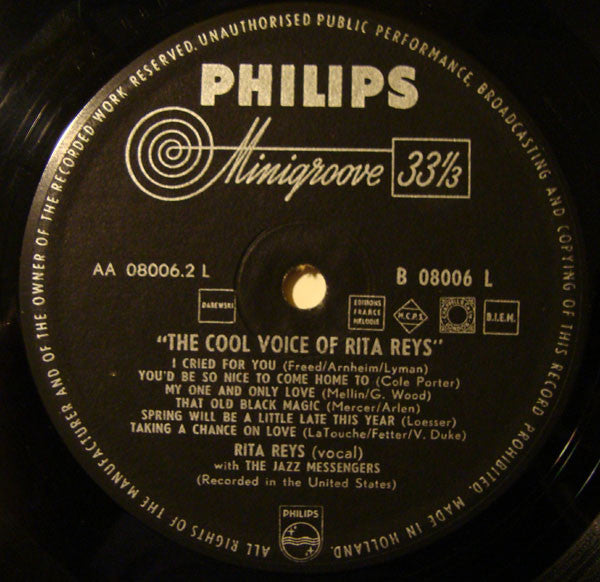 ALL RIGHTS OF THE MANUFACTURER AND OF THE OWNER OF THE RECORDED WORK RESERVED. UNAUTHORISED PUBLIC PERFORMANCE, BROADCASTING AND COPYING OF THIS RECORD PROHIBITED. MADE IN HOLLAND.
PHILIPS
Minigroove 33 1/3
AA 08006.2 L
B 08006 L
DAREWSKI
EDITIONS FRANCE MELODIE
M.C.P.S
B.I.E.M.
"THE COOL VOICE OF RITA REYS"
I CRIED FOR YOU (Freed/Arnheim/Lyman)
YOU'D BE SO NICE TO COME HOME TO (Cole Porter)
MY ONE AND ONLY LOVE (Mellin/G. Wood)
THAT OLD BLACK MAGIC (Mercer/Arlen)
SPRING WILL BE A LITTLE LATE THIS YEAR (Loesser)
TAKING A CHANCE ON LOVE (LaTouche/Fetter/V. Duke)
RITA REYS (vocal)
with THE JAZZ MESSENGERS
(Recorded in the United States)
PHILIPS